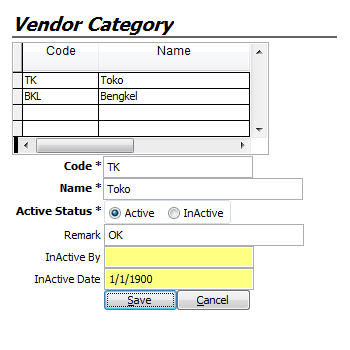 Vendor Category
Code Name
TK Toko
BKL Bengkel
Code * TK
Name * Toko
Active Status * Active InActive
Remark OK
InActive By
InActive Date 1/1/1900
Save Cancel